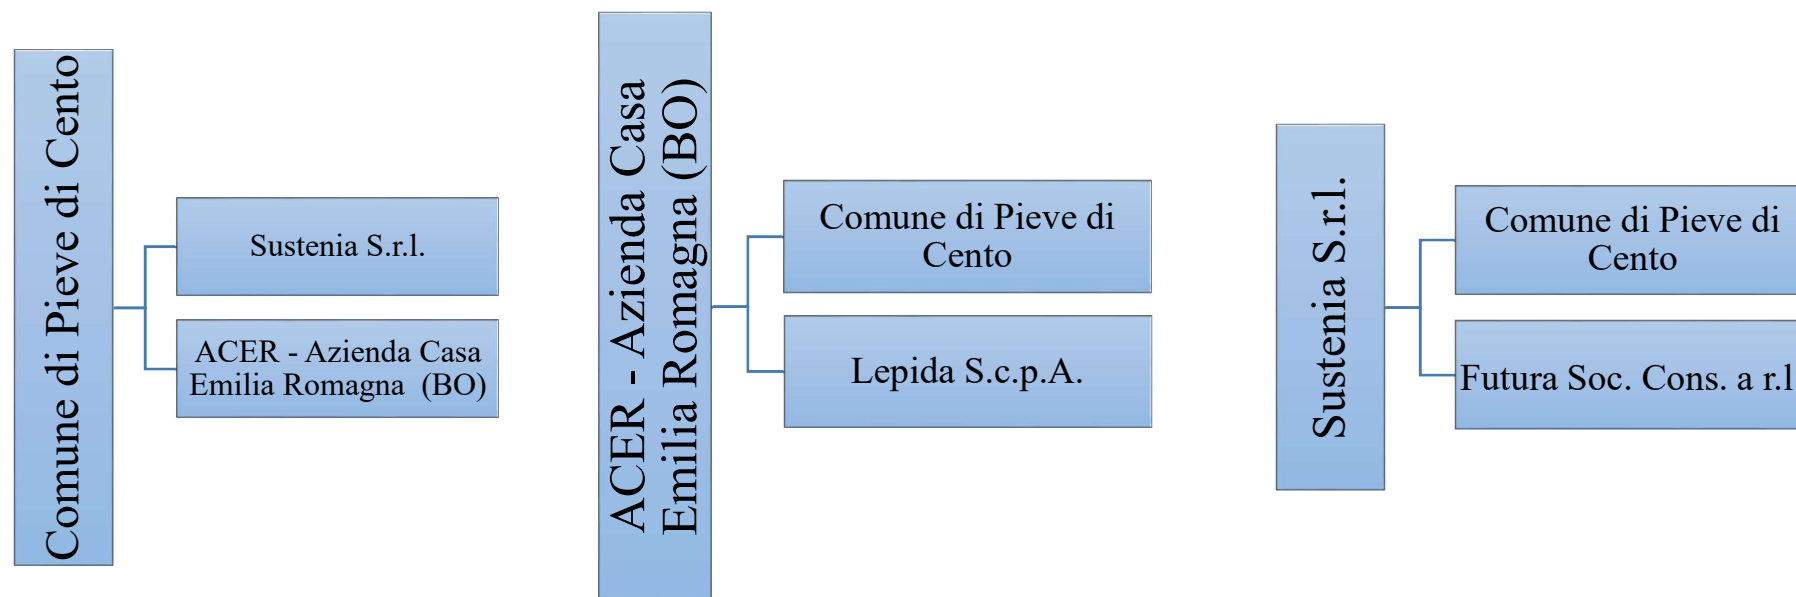 Comune di Pieve di Cento
Sustenia S.r.l.
ACER - Azienda Casa
Emilia Romagna  (BO)
ACER - Azienda Casa
Emilia Romagna (BO)
Comune di Pieve di
Cento
Lepida S.c.p.A.
Sustenia S.r.l.
Comune di Pieve di
Cento
Futura Soc. Cons. a r.l